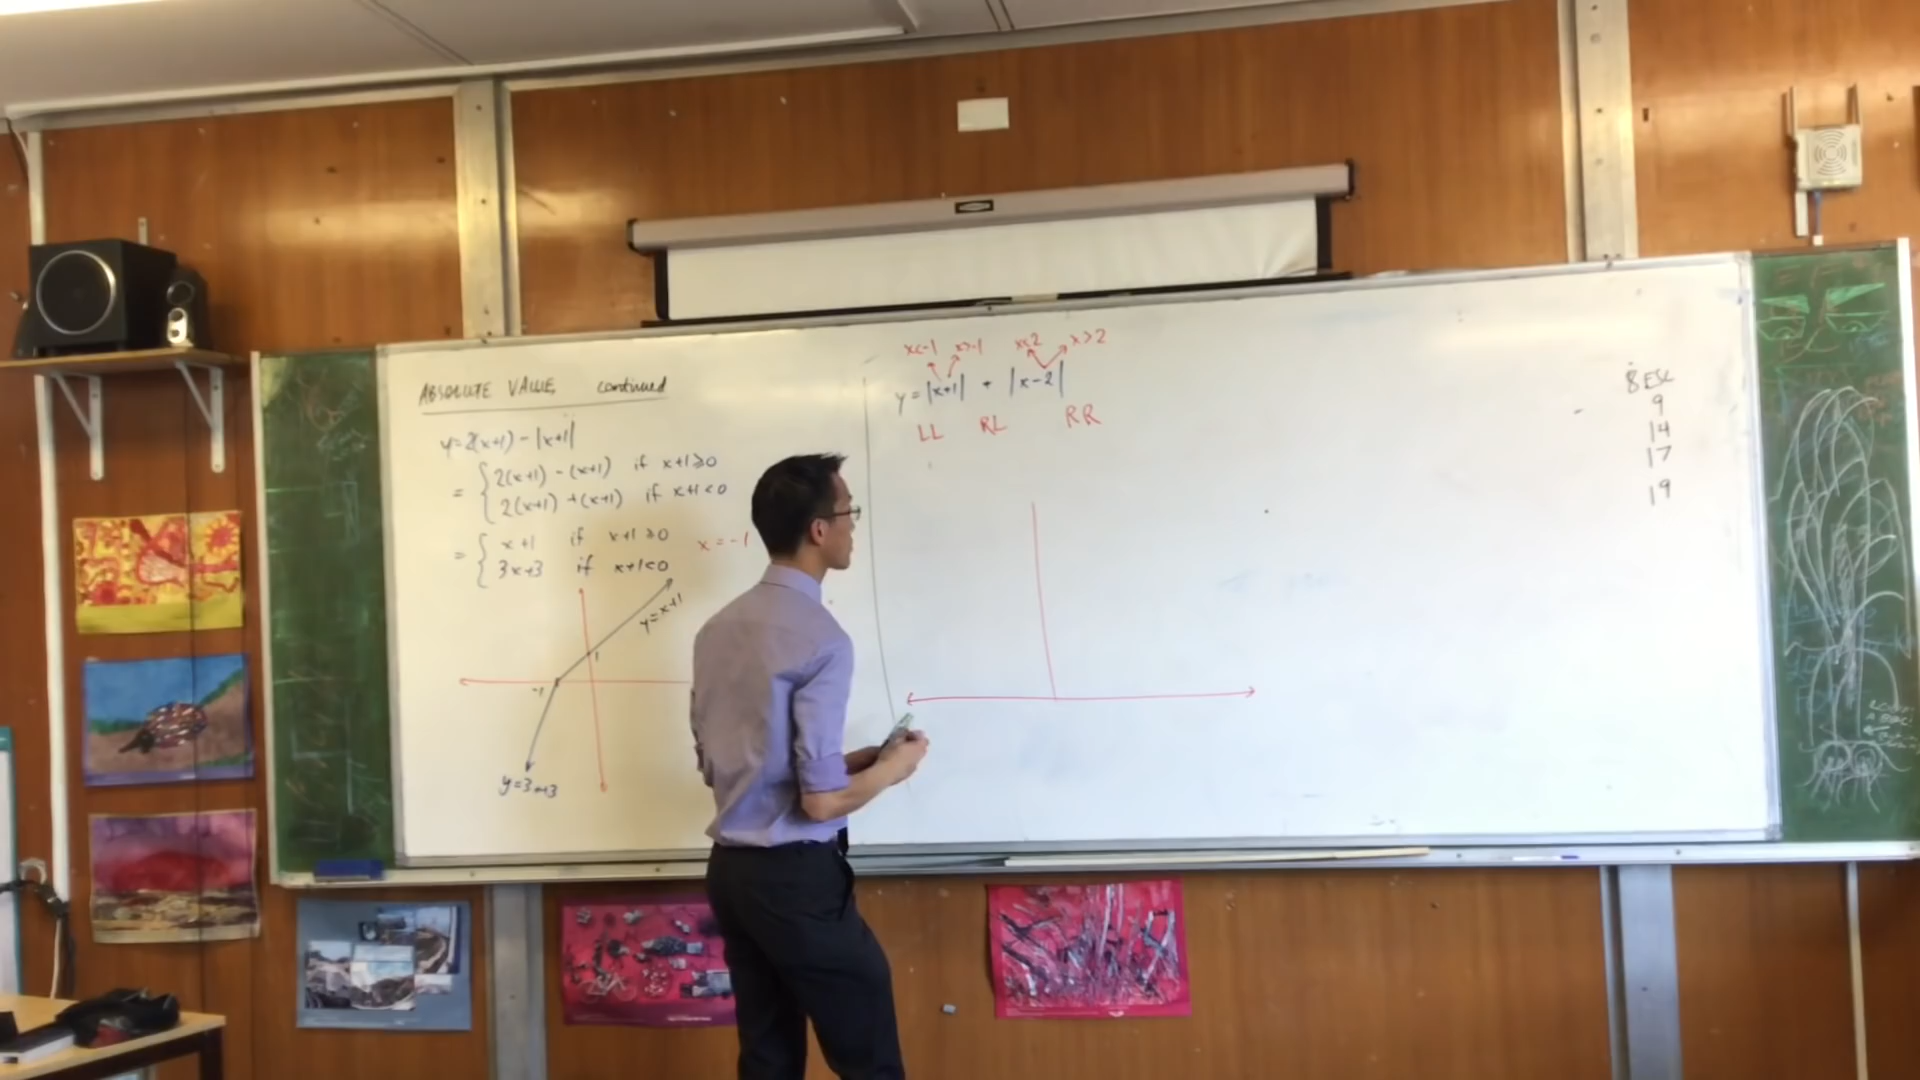 ABSOLUTE VALUE, continued
y=2(x+1) - |x+1|
= { 2(x+1) - (x+1) if x+1≥0
2(x+1) + (x+1) if x+1<0
= { x+1 if x+1≥0 x=-1
3x+3 if x+1<0
y=x+1
1
-1
y=3x+3
x<-1 x>-1 x<2 x>2
y=|x+1| + |x-2|
LL RL RR
8 ESC
9
14
17
19